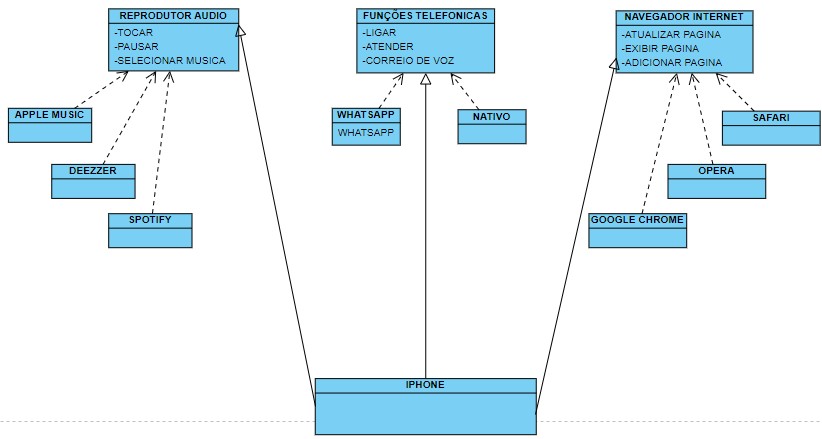 REPRODUTOR AUDIO
-TOCAR
-PAUSAR
-SELECIONAR MUSICA
FUNÇÕES TELEFONICAS
-LIGAR
-ATENDER
-CORREIO DE VOZ
NAVEGADOR INTERNET
-ATUALIZAR PAGINA
-EXIBIR PAGINA
-ADICIONAR PAGINA
APPLE MUSIC
WHATSAPP
WHATSAPP
NATIVO
SAFARI
DEEZZER
OPERA
SPOTIFY
GOOGLE CHROME
IPHONE